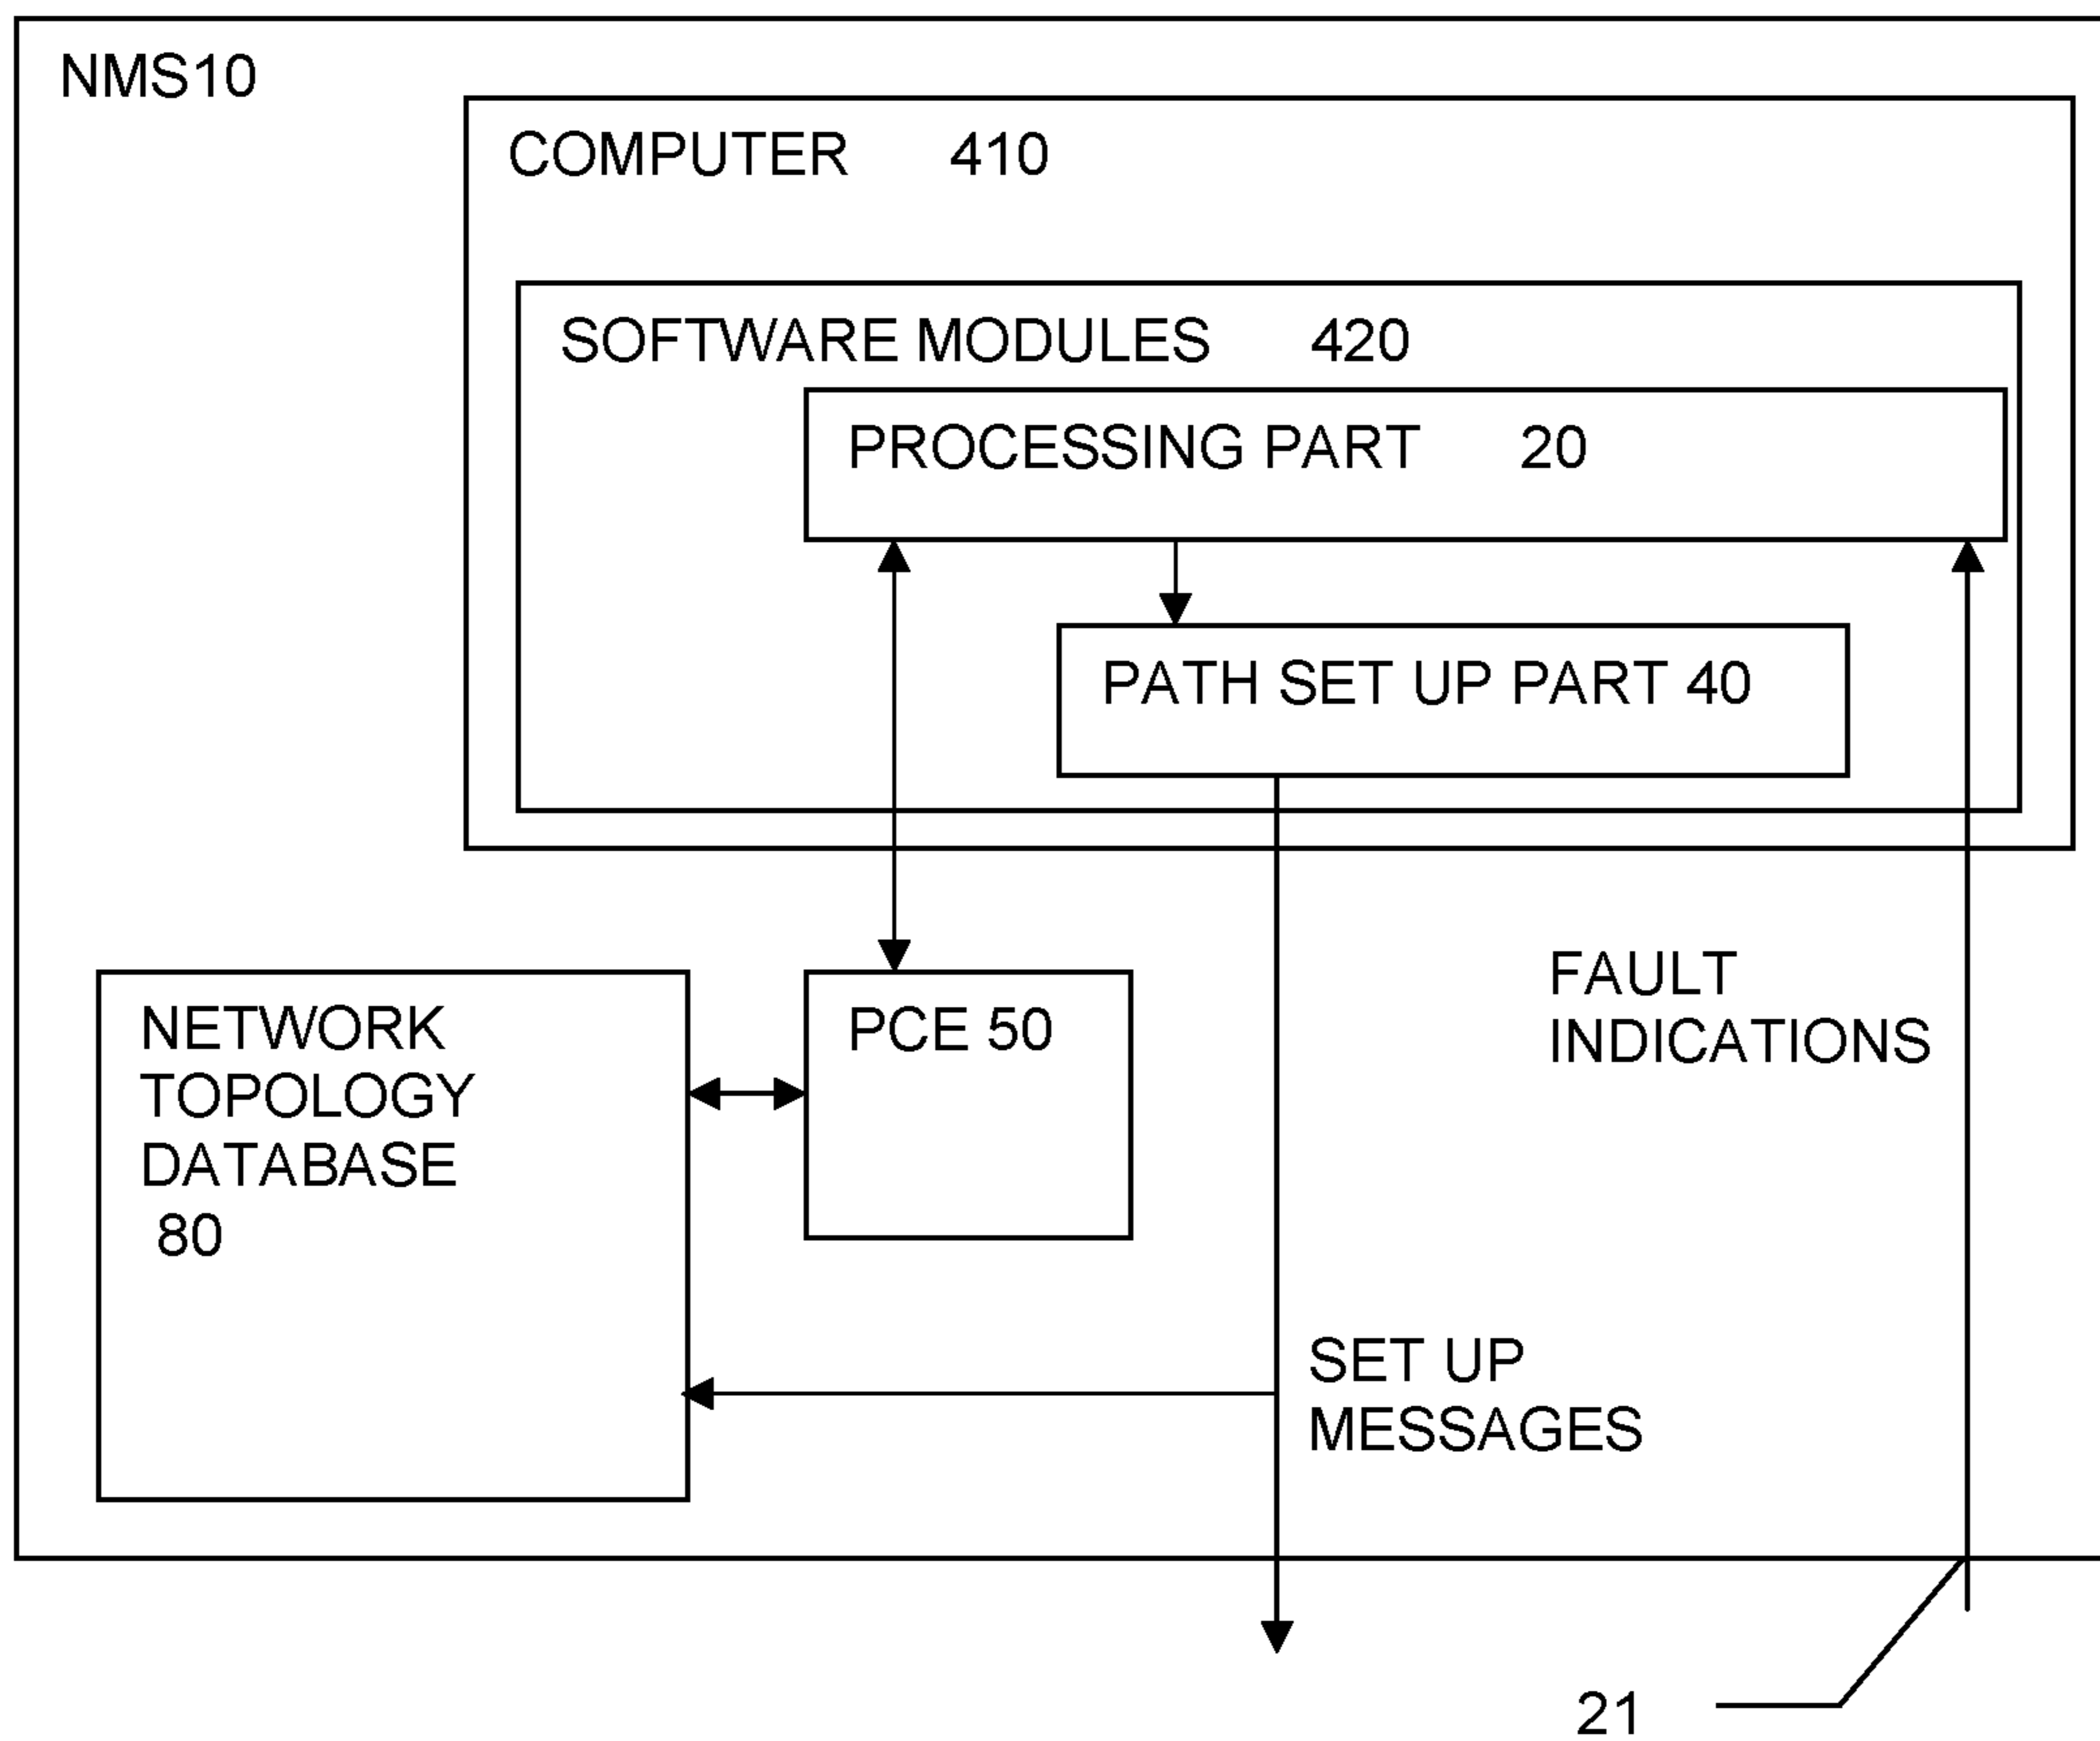 NMS10
COMPUTER 410
SOFTWARE MODULES 420
PROCESSING PART 20
PATH SET UP PART 40
FAULT
INDICATIONS
NETWORK
TOPOLOGY
DATABASE
80
PCE 50
SET UP
MESSAGES
21